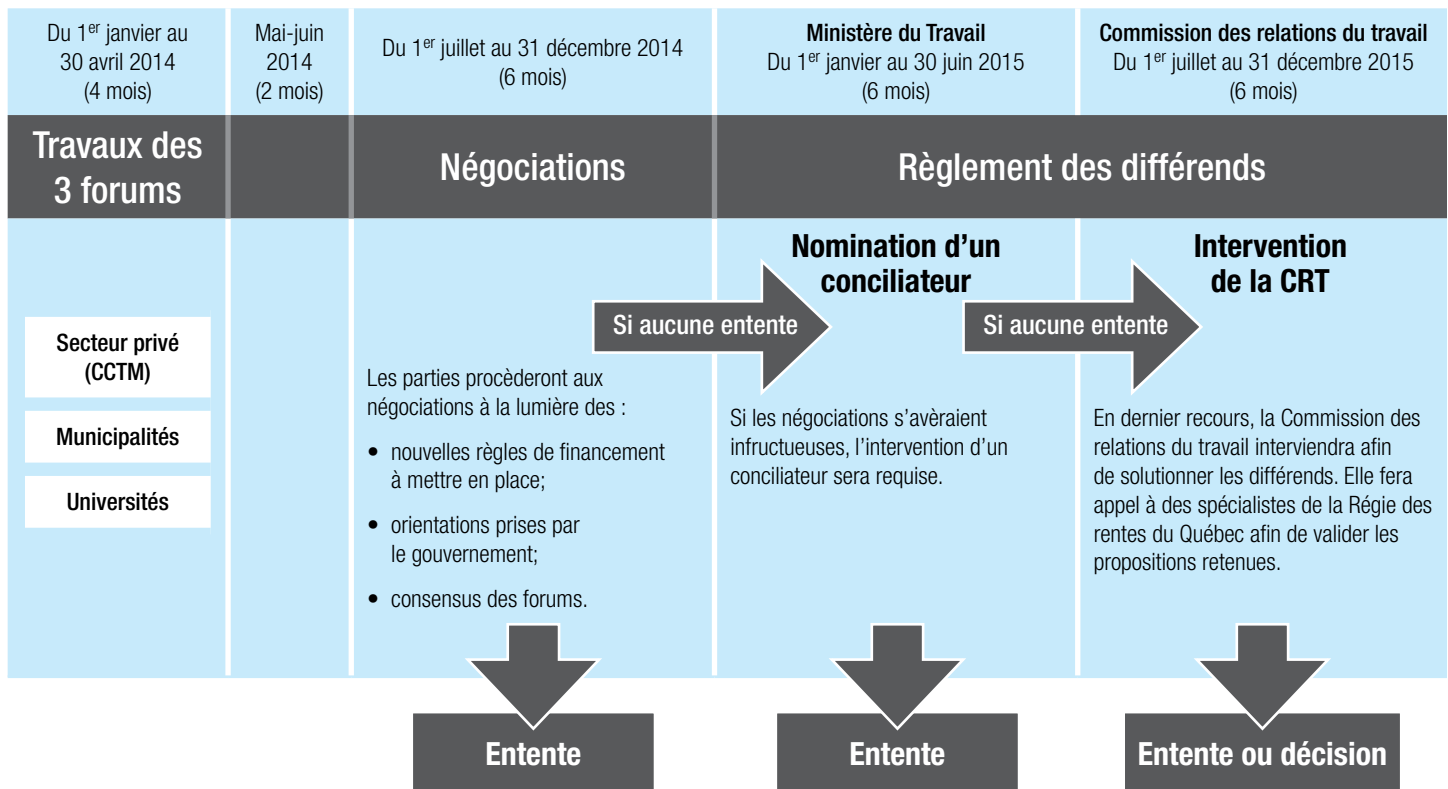 Du 1er janvier au
30 avril 2014
(4 mois)
Mai-juin
2014
(2 mois)
Du 1er juillet au 31 décembre 2014
(6 mois)
Ministère du Travail
Du 1er janvier au 30 juin 2015
(6 mois)
Commission des relations du travail
Du 1er juillet au 31 décembre 2015
(6 mois)
Travaux des
3 forums
Négociations
Règlement des différends
Secteur privé
(CCTM)
Municipalités
Universités
Les parties procèderont aux
négociations à la lumière des :
• nouvelles règles de financement
à mettre en place;
• orientations prises par
le gouvernement;
• consensus des forums.
Si aucune entente
Nomination d’un
conciliateur
Si les négociations s’avèraient
infructueuses, l’intervention d’un
conciliateur sera requise.
Si aucune entente
Intervention
de la CRT
En dernier recours, la Commission des
relations du travail interviendra afin
de solutionner les différends. Elle fera
appel à des spécialistes de la Régie des
rentes du Québec afin de valider les
propositions retenues.
Entente
Entente
Entente ou décision